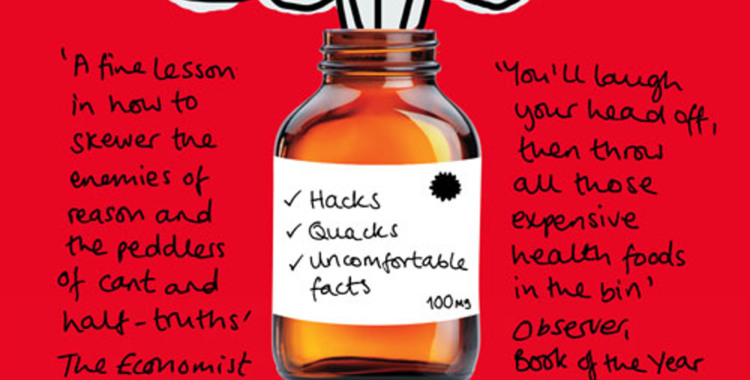 'A fine lesson
in how to
skewer the
enemies of
reason and
the peddlers
of cant and
half-truths'
The Economist
✓ Hacks
✓ Quacks
✓ Uncomfortable
facts
100mg
"You'll laugh
your head off,
then throw
all those
expensive
health foods
in the bin'
Observer,
Book of the Year